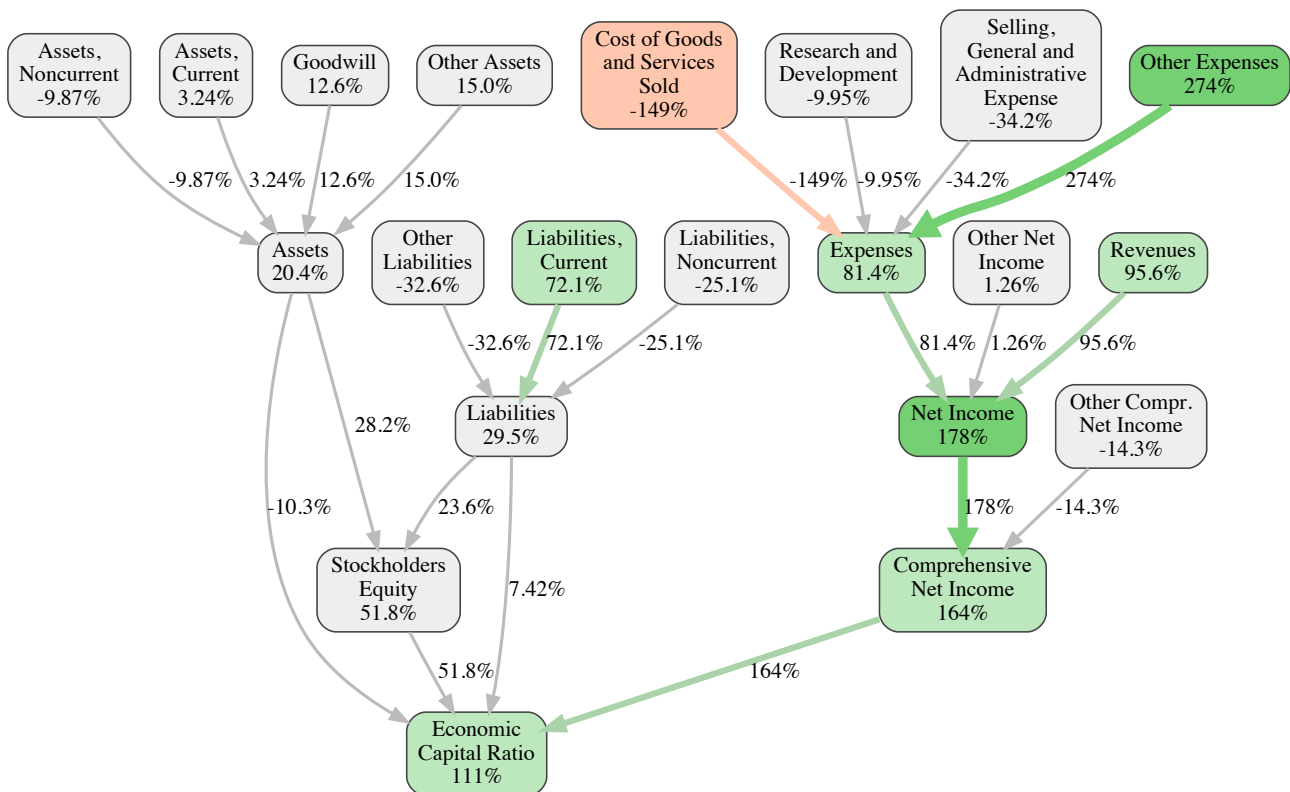 Assets,
Noncurrent
-9.87%
Assets,
Current
3.24%
Goodwill
12.6%
Other Assets
15.0%
Cost of Goods
and Services
Sold
-149%
Research and
Development
-9.95%
Selling,
General and
Administrative
Expense
-34.2%
Other Expenses
274%
-9.87%
3.24%
12.6%
15.0%
-149%
-9.95%
-34.2%
274%
Assets
20.4%
Other
Liabilities
-32.6%
Liabilities,
Current
72.1%
Liabilities,
Noncurrent
-25.1%
Expenses
81.4%
Other Net
Income
1.26%
Revenues
95.6%
-32.6%
72.1%
-25.1%
81.4%
1.26%
95.6%
Liabilities
29.5%
Net Income
178%
Other Compr.
Net Income
-14.3%
28.2%
-10.3%
23.6%
178%
-14.3%
Stockholders
Equity
51.8%
7.42%
Comprehensive
Net Income
164%
51.8%
164%
Economic
Capital Ratio
111%